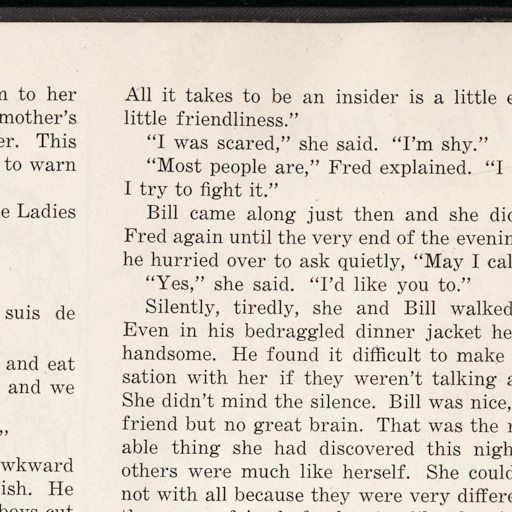 n to her
mother's
er. This
to warn
e Ladies
suis de
and eat
and we
"
wkward
ish. He
All it takes to be an insider is a little e
little friendliness."
"I was scared," she said. "I'm shy."
"Most people are," Fred explained. "I
I try to fight it."
Bill came along just then and she did
Fred again until the very end of the evenin
he hurried over to ask quietly, "May I cal
"Yes," she said. "I'd like you to."
Silently, tiredly, she and Bill walked
Even in his bedraggled dinner jacket he
handsome. He found it difficult to make
sation with her if they weren't talking a
She didn't mind the silence. Bill was nice,
friend but no great brain. That was the r
able thing she had discovered this nigh
others were much like herself. She could
not with all because they were very differe